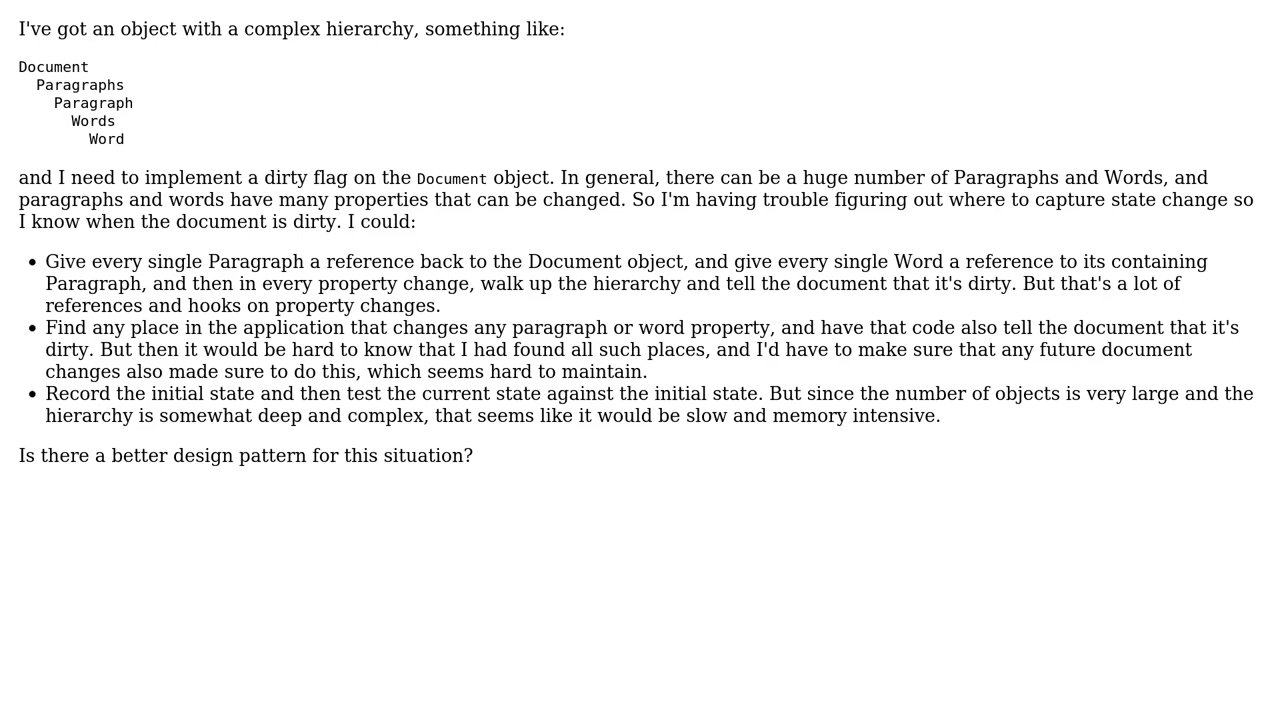 I've got an object with a complex hierarchy, something like:
Document
Paragraphs
Paragraph
Words
Word
and I need to implement a dirty flag on the Document object. In general, there can be a huge number of Paragraphs and Words, and
paragraphs and words have many properties that can be changed. So I'm having trouble figuring out where to capture state change so
I know when the document is dirty. I could:
• Give every single Paragraph a reference back to the Document object, and give every single Word a reference to its containing
Paragraph, and then in every property change, walk up the hierarchy and tell the document that it's dirty. But that's a lot of
references and hooks on property changes.
• Find any place in the application that changes any paragraph or word property, and have that code also tell the document that it's
dirty. But then it would be hard to know that I had found all such places, and I'd have to make sure that any future document
changes also made sure to do this, which seems hard to maintain.
• Record the initial state and then test the current state against the initial state. But since the number of objects is very large and the
hierarchy is somewhat deep and complex, that seems like it would be slow and memory intensive.
Is there a better design pattern for this situation?